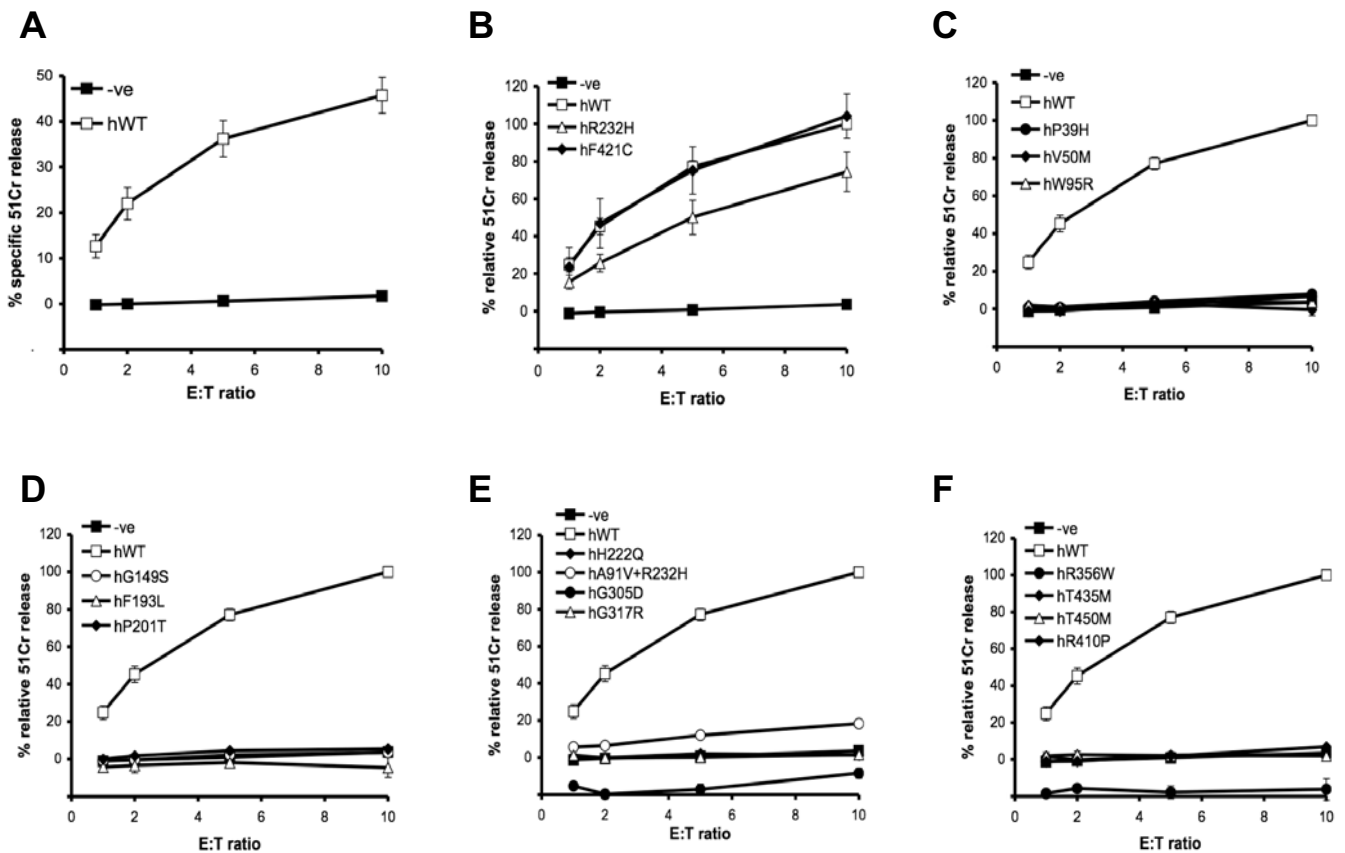 A
% specific 51Cr release
50
40
30
20
10
0
-ve
hWT
0 2 4 6 8 10
E:T ratio
B
% relative 51Cr release
120
100
80
60
40
20
0
-ve
hWT
hR232H
hF421C
0 2 4 6 8 10
E:T ratio
C
% relative 51Cr release
120
100
80
60
40
20
0
-ve
hWT
hP39H
hV50M
hW95R
0 2 4 6 8 10
E:T ratio
D
% relative 51Cr release
120
100
80
60
40
20
0
-ve
hWT
hG149S
hF193L
hP201T
0 2 4 6 8 10
E:T ratio
E
% relative 51Cr release
120
100
80
60
40
20
0
-ve
hWT
hH222Q
hA91V+R232H
hG305D
hG317R
0 2 4 6 8 10
E:T ratio
F
% relative 51Cr release
120
100
80
60
40
20
0
-ve
hWT
hR356W
hT435M
hT450M
hR410P
0 2 4 6 8 10
E:T ratio